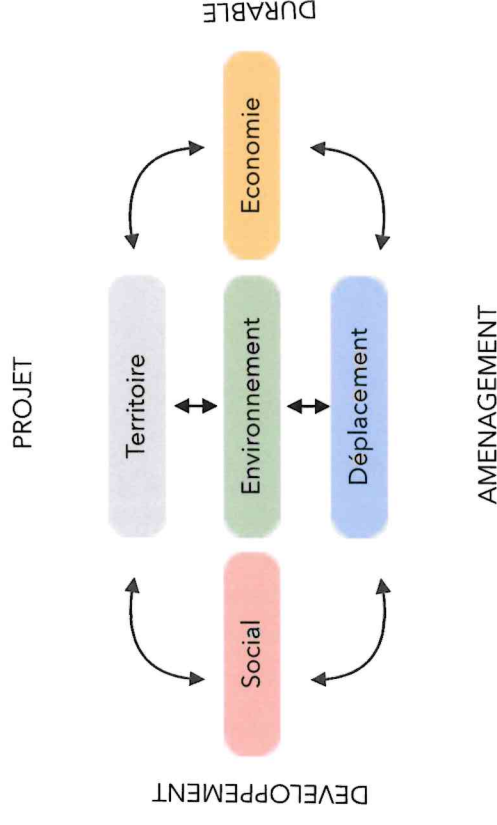 PROJET
Territoire
DEVELOPPEMENT
Social
Environnement
Economie
DURABLE
Déplacement
AMENAGEMENT